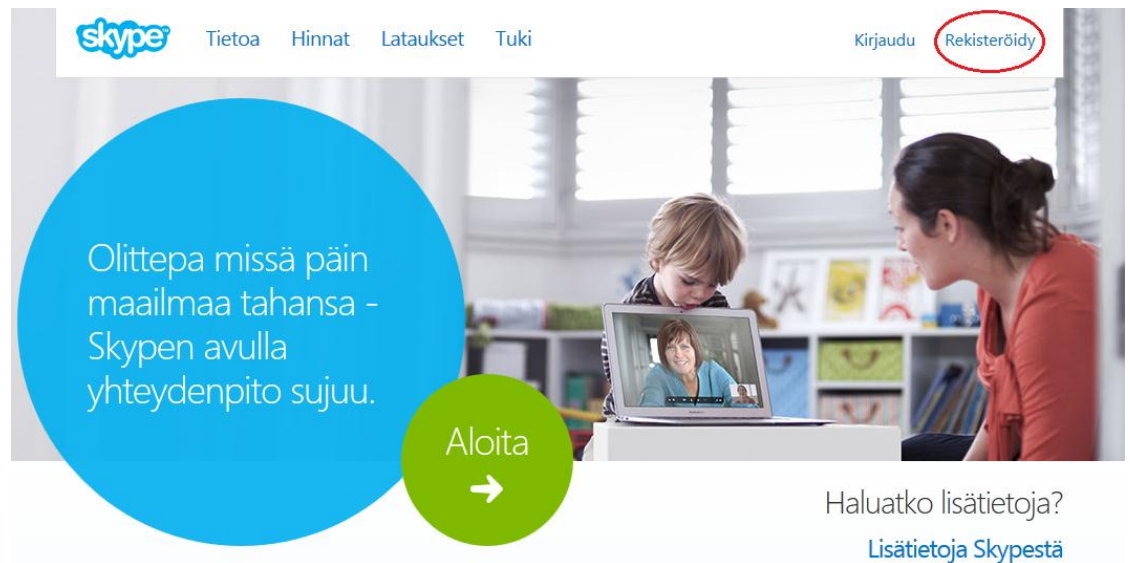 skype
Tietoa Hinnat Lataukset Tuki
Kirjaudu Rekisteröidy
Olittepa missä päin
maailmaa tahansa -
Skypen avulla
yhteydenpito sujuu.
Aloita
Haluatko lisätietoja?
Lisätietoja Skypestä